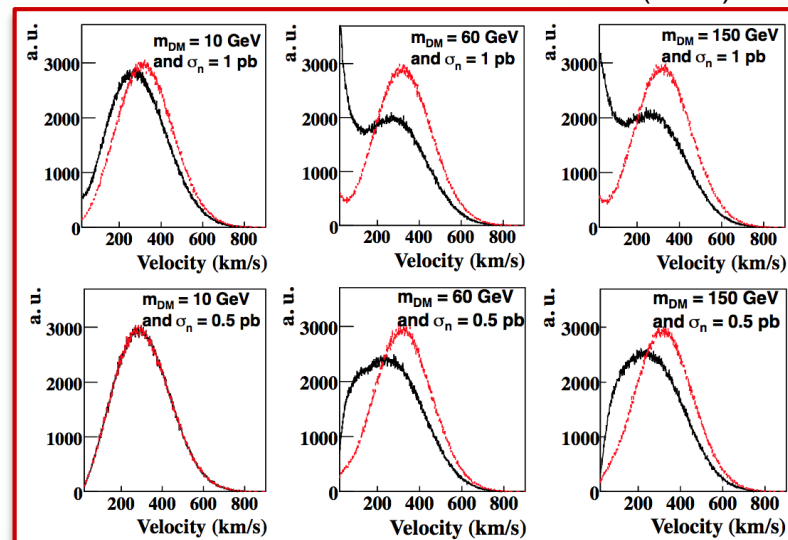 a. u.
m_DM = 10 GeV
and σ_n = 1 pb
3000
2000
1000
0
200 400 600 800
Velocity (km/s)
a. u.
m_DM = 60 GeV
and σ_n = 1 pb
3000
2000
1000
0
200 400 600 800
Velocity (km/s)
a. u.
m_DM = 150 GeV
and σ_n = 1 pb
3000
2000
1000
0
200 400 600 800
Velocity (km/s)
a. u.
m_DM = 10 GeV
and σ_n = 0.5 pb
3000
2000
1000
0
200 400 600 800
Velocity (km/s)
a. u.
m_DM = 60 GeV
and σ_n = 0.5 pb
3000
2000
1000
0
200 400 600 800
Velocity (km/s)
a. u.
m_DM = 150 GeV
and σ_n = 0.5 pb
3000
2000
1000
0
200 400 600 800
Velocity (km/s)